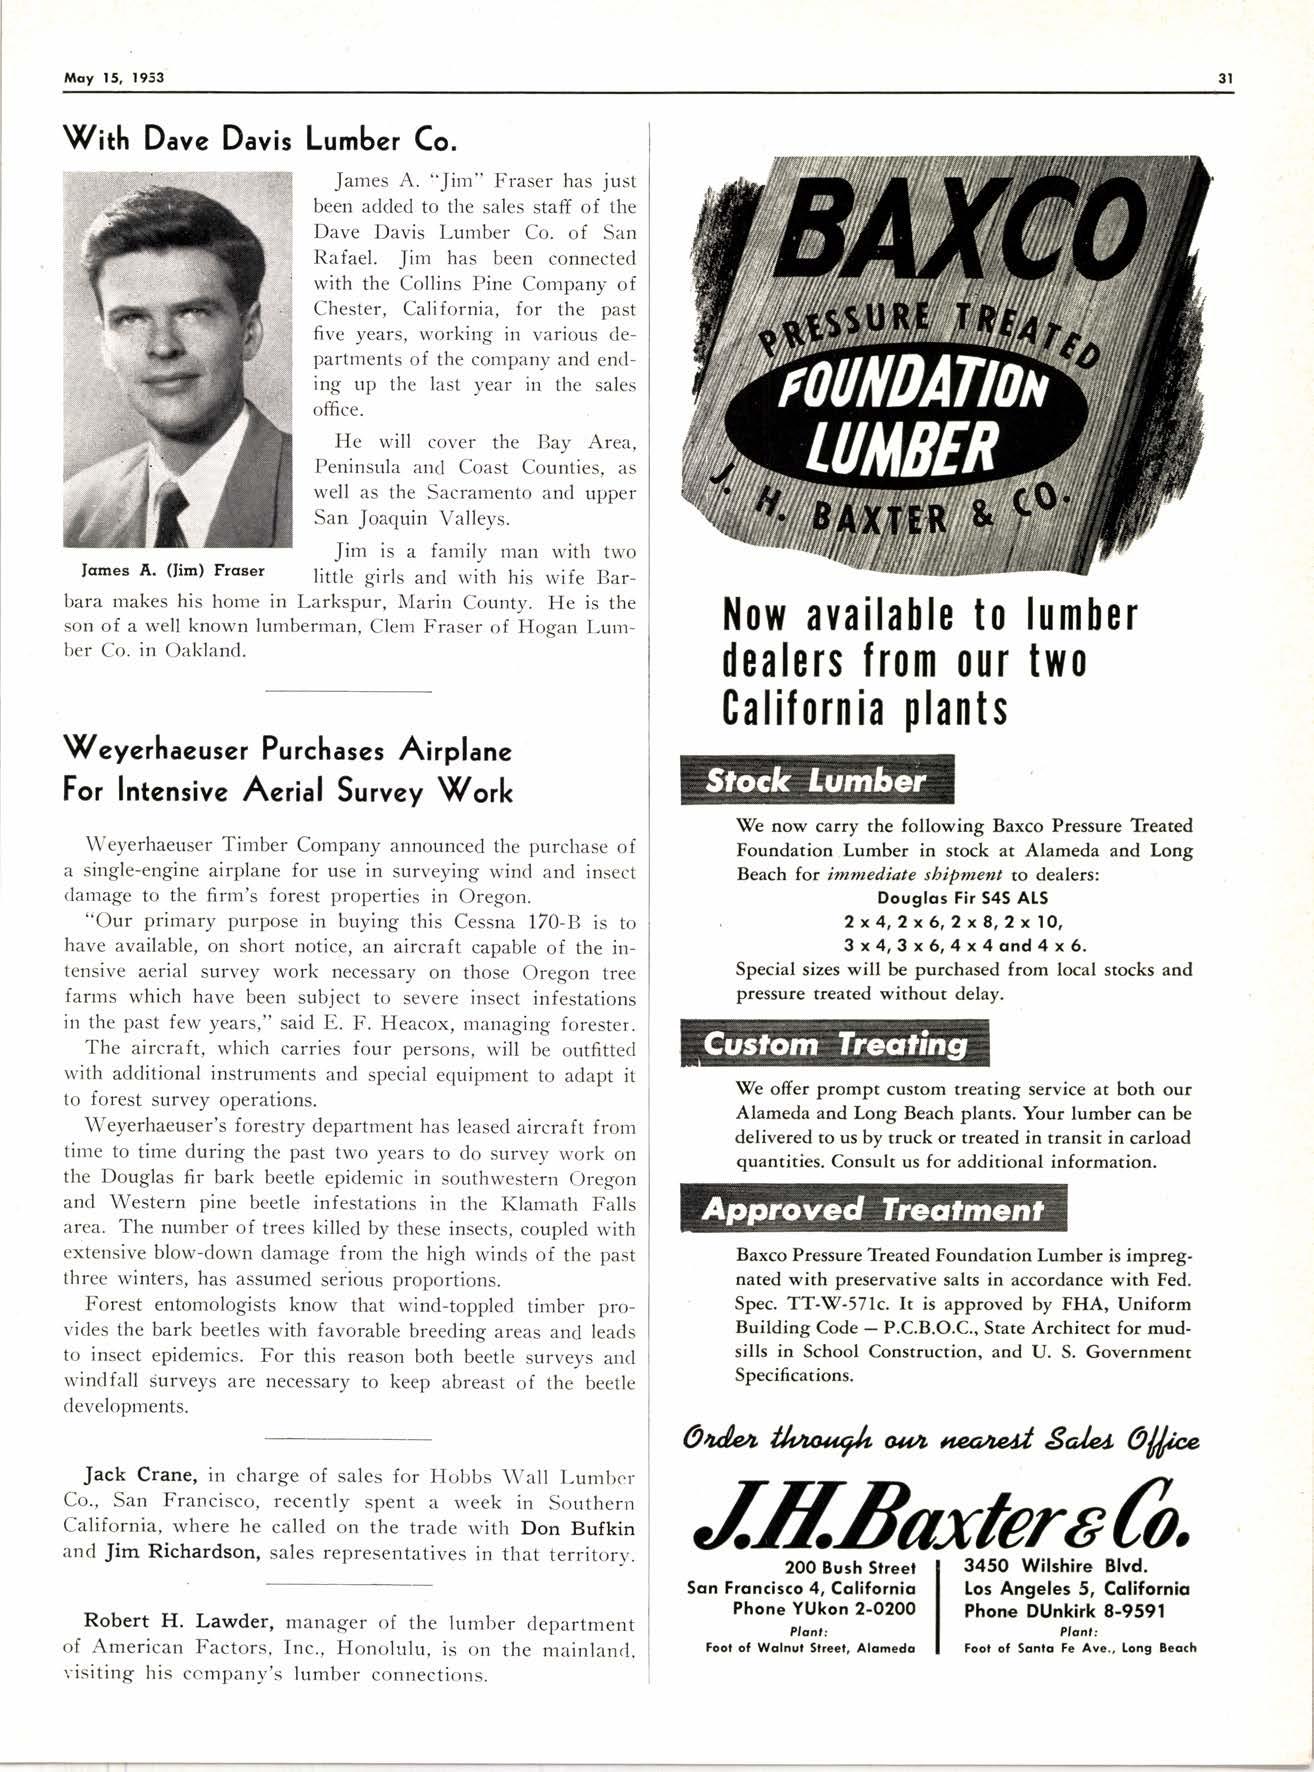 May 15, 1953
31
With Dave Davis Lumber Co.
James A. "Jim" Fraser has just
been added to the sales staff of the
Dave Davis Lumber Co. of San
Rafael. Jim has been connected
with the Collins Pine Company of
Chester, California, for the past
five years, working in various de-
partments of the company and end-
ing up the last year in the sales
office.
He will cover the Bay Area,
Peninsula and Coast Counties, as
well as the Sacramento and upper
San Joaquin Valleys.
James A. (Jim) Fraser
Jim is a family man with two
little girls and with his wife Bar-
bara makes his home in Larkspur, Marin County. He is the
son of a well known lumberman, Clem Fraser of Hogan Lum-
ber Co. in Oakland.
Weyerhaeuser Purchases Airplane
For Intensive Aerial Survey Work
Weyerhaeuser Timber Company announced the purchase of
a single-engine airplane for use in surveying wind and insect
damage to the firm's forest properties in Oregon.
"Our primary purpose in buying this Cessna 170-B is to
have available, on short notice, an aircraft capable of the in-
tensive aerial survey work necessary on those Oregon tree
farms which have been subject to severe insect infestations
in the past few years," said E. F. Heacox, managing forester.
The aircraft, which carries four persons, will be outfitted
with additional instruments and special equipment to adapt it
to forest survey operations.
Weyerhaeuser's forestry department has leased aircraft from
time to time during the past two years to do survey work on
the Douglas fir bark beetle epidemic in southwestern Oregon
and Western pine beetle infestations in the Klamath Falls
area. The number of trees killed by these insects, coupled with
extensive blow-down damage from the high winds of the past
three winters, has assumed serious proportions.
Forest entomologists know that wind-toppled timber pro-
vides the bark beetles with favorable breeding areas and leads
to insect epidemics. For this reason both beetle surveys and
windfall surveys are necessary to keep abreast of the beetle
developments.
Jack Crane, in charge of sales for Hobbs Wall Lumber
Co., San Francisco, recently spent a week in Southern
California, where he called on the trade with Don Bufkin
and Jim Richardson, sales representatives in that territory.
Robert H. Lawder, manager of the lumber department
of American Factors, Inc., Honolulu, is on the mainland,
visiting his company's lumber connections.
BAXCO
PRESSURE TREATED
FOUNDATION
LUMBER
J. H. BAXTER & CO.
Now available to lumber
dealers from our two
California plants
Stock Lumber
We now carry the following Baxco Pressure Treated
Foundation Lumber in stock at Alameda and Long
Beach for immediate shipment to dealers:
Douglas Fir S4S ALS
2 x 4, 2 x 6, 2 x 8, 2 x 10,
3 x 4, 3 x 6, 4 x 4 and 4 x 6.
Special sizes will be purchased from local stocks and
pressure treated without delay.
Custom Treating
We offer prompt custom treating service at both our
Alameda and Long Beach plants. Your lumber can be
delivered to us by truck or treated in transit in carload
quantities. Consult us for additional information.
Approved Treatment
Baxco Pressure Treated Foundation Lumber is impreg-
nated with preservative salts in accordance with Fed.
Spec. TT-W-571c. It is approved by FHA, Uniform
Building Code — P.C.B.O.C., State Architect for mud-
sills in School Construction, and U. S. Government
Specifications.
Order through our nearest Sales Office
J.H.Baxter & Co.
200 Bush Street
San Francisco 4, California
Phone YUkon 2-0200
Plant:
Foot of Walnut Street, Alameda
3450 Wilshire Blvd.
Los Angeles 5, California
Phone DUnkirk 8-9591
Plant:
Foot of Santa Fe Ave., Long Beach